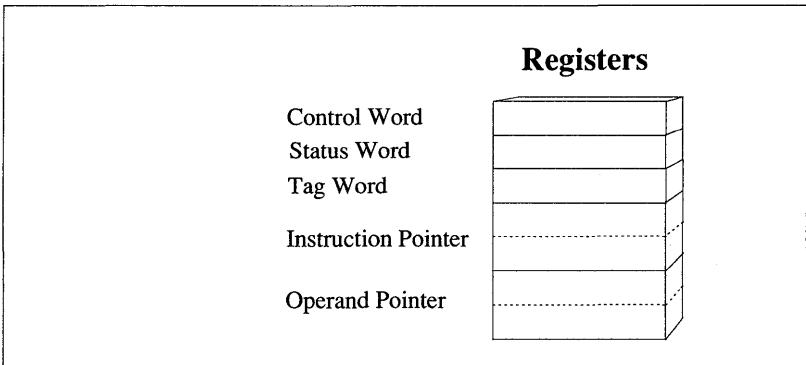 Registers
Control Word
Status Word
Tag Word
Instruction Pointer
Operand Pointer